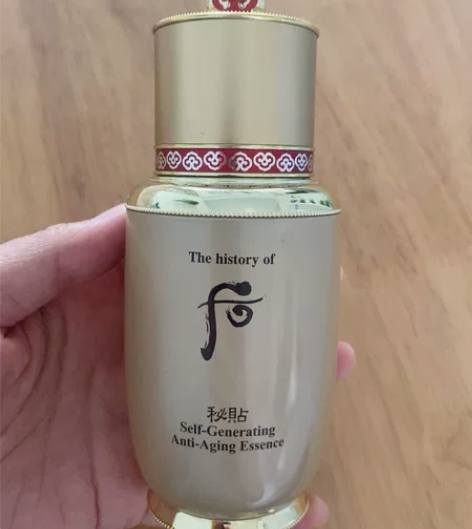 The history of
后
秘貼
Self-Generating
Anti-Aging Essence